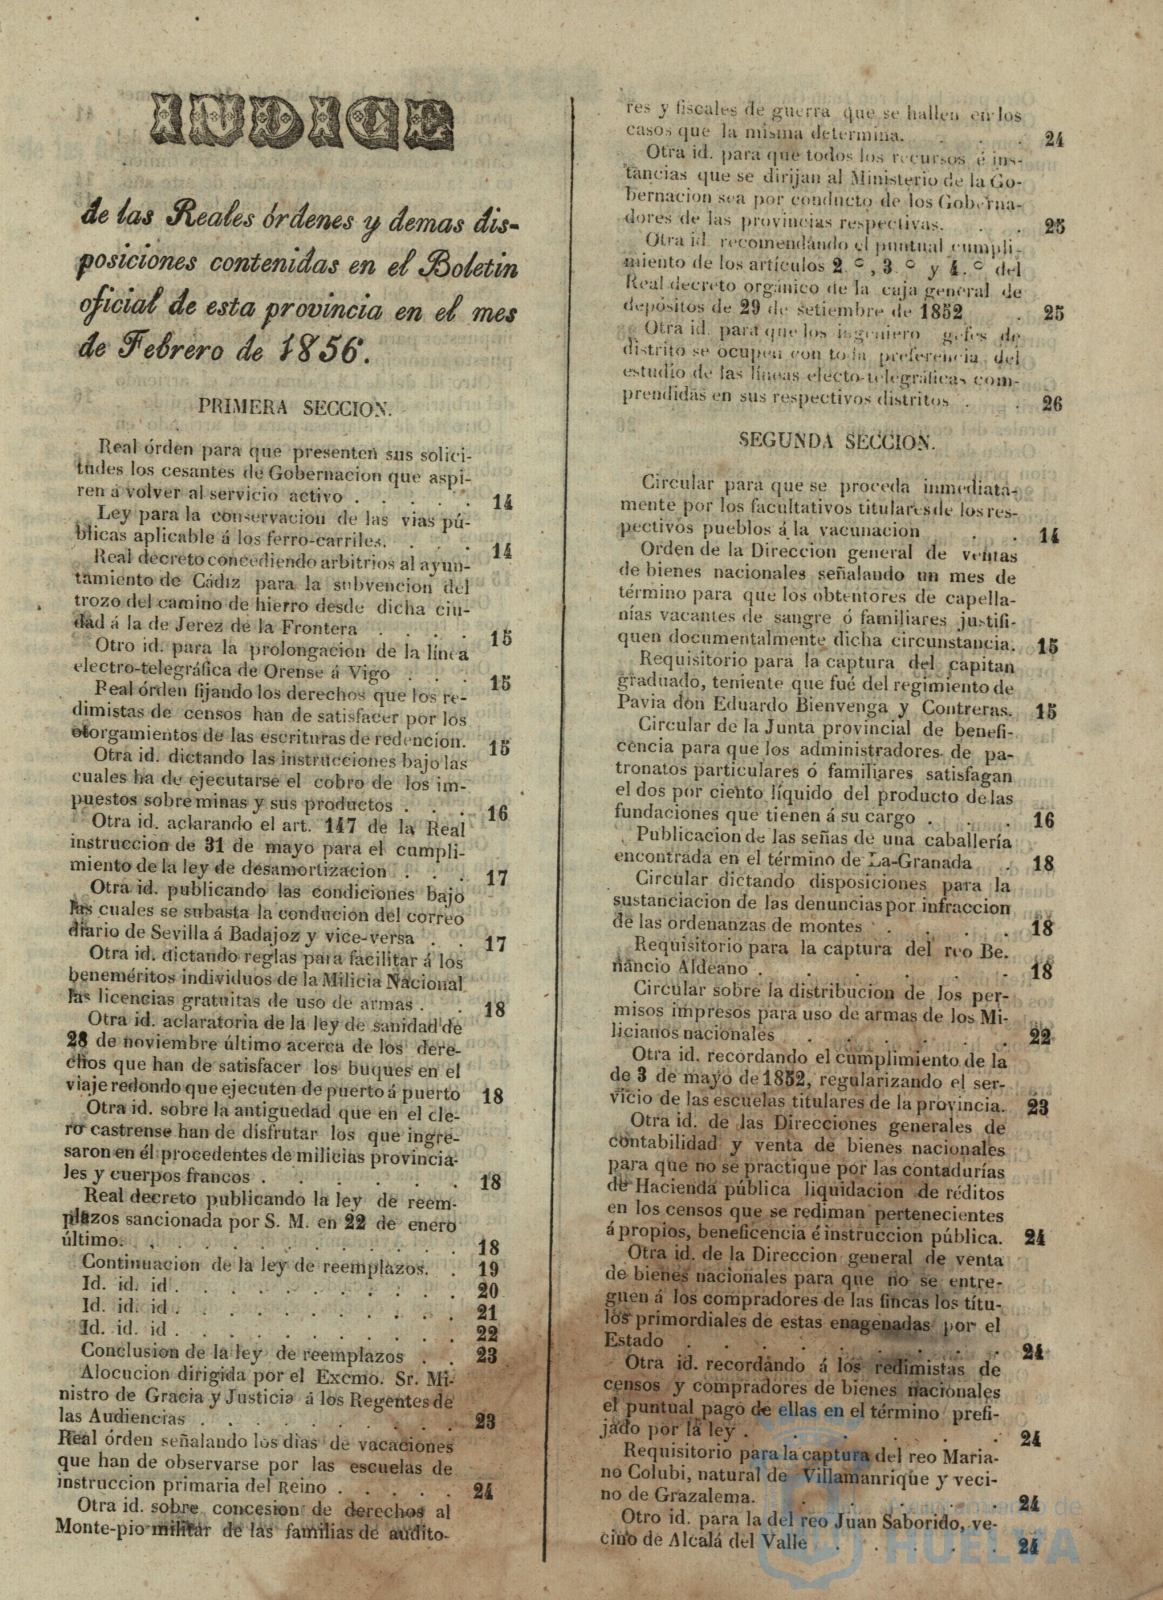 INDICE
de las Reales órdenes y demas dis-
posiciones contenidas en el Boletin
oficial de esta provincia en el mes
de Febrero de 1856.
PRIMERA SECCION.
Real órden para que presenten sus solici-
tudes los cesantes de Gobernacion que aspi-
ren á volver al servicio activo . . . . . 14
Ley para la conservacion de las vias pú-
blicas aplicable á los ferro-carriles. . . . 14
Real decreto concediendo arbitrios al ayun-
tamiento de Cádiz para la subvencion del
trozo del camino de hierro desde dicha ciu-
dad á la de Jerez de la Frontera . . . . 15
Otro id. para la prolongacion de la línea
electro-telegráfica de Orense á Vigo . . . 15
Real órden fijando los derechos que los re-
dimistas de censos han de satisfacer por los
otorgamientos de las escrituras de redencion. 15
Otra id. dictando las instrucciones bajo las
cuales ha de ejecutarse el cobro de los im-
puestos sobre minas y sus productos . . . 16
Otra id. aclarando el art. 147 de la Real
instruccion de 31 de mayo para el cumpli-
miento de la ley de desamortizacion . . . 17
Otra id. publicando las condiciones bajo
las cuales se subasta la condución del correo
diario de Sevilla á Badajoz y vice-versa . . 17
Otra id. dictando reglas para facilitar á los
beneméritos individuos de la Milicia Nacional
las licencias gratuitas de uso de armas . . 18
Otra id. aclaratoria de la ley de sanidad de
28 de noviembre último acerca de los dere-
chos que han de satisfacer los buques en el
viaje redondo que ejecuten de puerto á puerto 18
Otra id. sobre la antiguedad que en el cle-
ro castrense han de disfrutar los que ingre-
saron en él procedentes de milicias provincia-
les y cuerpos francos . . . . . . 18
Real decreto publicando la ley de reem-
plazos sancionada por S. M. en 22 de enero
último. . . . . . . . . . . 18
Continuacion de la ley de reemplazos. . 19
Id. id. id . . . . . . . . . 20
Id. id. id . . . . . . . . . 21
Id. id. id . . . . . . . . . 22
Conclusion de la ley de reemplazos . . 23
Alocucion dirigida por el Excmo. Sr. Mi-
nistro de Gracia y Justicia á los Regentes de
las Audiencias . . . . . . . . 23
Real órden señalando los dias de vacaciones
que han de observarse por las escuelas de
instruccion primaria del Reino . . . . . 24
Otra id. sobre concesion de derechos al
Monte-pio militar de las familias de audito-
res y fiscales de guerra que se hallen en los
casos que la misma determina. . . . 24
Otra id. para que todos los recursos é ins-
tancias que se dirijan al Ministerio de la Go-
bernacion sea por conducto de los Goberna-
dores de las provincias respectivas. . . 25
Otra id. recomendando el puntual cumpli-
miento de los artículos 2.º, 3.º y 4.º del
Real decreto orgánico de la caja general de
depósitos de 29 de setiembre de 1852 . 25
Otra id. para que los ingeniero gefes de
distrito se ocupen con toda preferencia del
estudio de las líneas electo-telegráficas com-
prendidas en sus respectivos distritos . . 26
SEGUNDA SECCION.
Circular para que se proceda inmediata-
mente por los facultativos titulares de los res-
pectivos pueblos á la vacunacion . . 14
Orden de la Direccion general de ventas
de bienes nacionales señalando un mes de
término para que los obtentores de capella-
nías vacantes de sangre ó familiares justifi-
quen documentalmente dicha circunstancia. 15
Requisitorio para la captura del capitan
graduado, teniente que fué del regimiento de
Pavia don Eduardo Bienvenga y Contreras. 15
Circular de la Junta provincial de benefi-
cencia para que los administradores de pa-
tronatos particulares ó familiares satisfagan
el dos por ciento líquido del producto de las
fundaciones que tienen á su cargo . . . 16
Publicacion de las señas de una caballería
encontrada en el término de La-Granada . 18
Circular dictando disposiciones para la
sustanciacion de las denuncias por infraccion
de las ordenanzas de montes . . . . 18
Requisitorio para la captura del reo Be-
nancio Aldeano . . . . . . . 18
Circular sobre la distribucion de los per-
misos impresos para uso de armas de los Mi-
licianos nacionales . . . . . . 22
Otra id. recordando el cumplimiento de la
de 3 de mayo de 1852, regularizando el ser-
vicio de las escuelas titulares de la provincia. 23
Otra id. de las Direcciones generales de
contabilidad y venta de bienes nacionales
para que no se practique por las contadurías
de Hacienda pública liquidacion de réditos
en los censos que se rediman pertenecientes
á propios, beneficencia é instruccion pública. 24
Otra id. de la Direccion general de venta
de bienes nacionales para que no se entre-
guen á los compradores de las fincas los títu-
los primordiales de estas enagenadas por el
Estado . . . . . . . . . 24
Otra id. recordando á los redimistas de
censos y compradores de bienes nacionales
el puntual pago de ellas en el término prefi-
jado por la ley . . . . . . . 24
Requisitorio para la captura del reo Maria-
no Colubi, natural de Villamanrique y veci-
no de Grazalema. . . . . . . 24
Otro id. para la del reo Juan Saborido, ve-
cino de Alcalá del Valle . . . . . 24
Ayuntamiento de
HUELVA